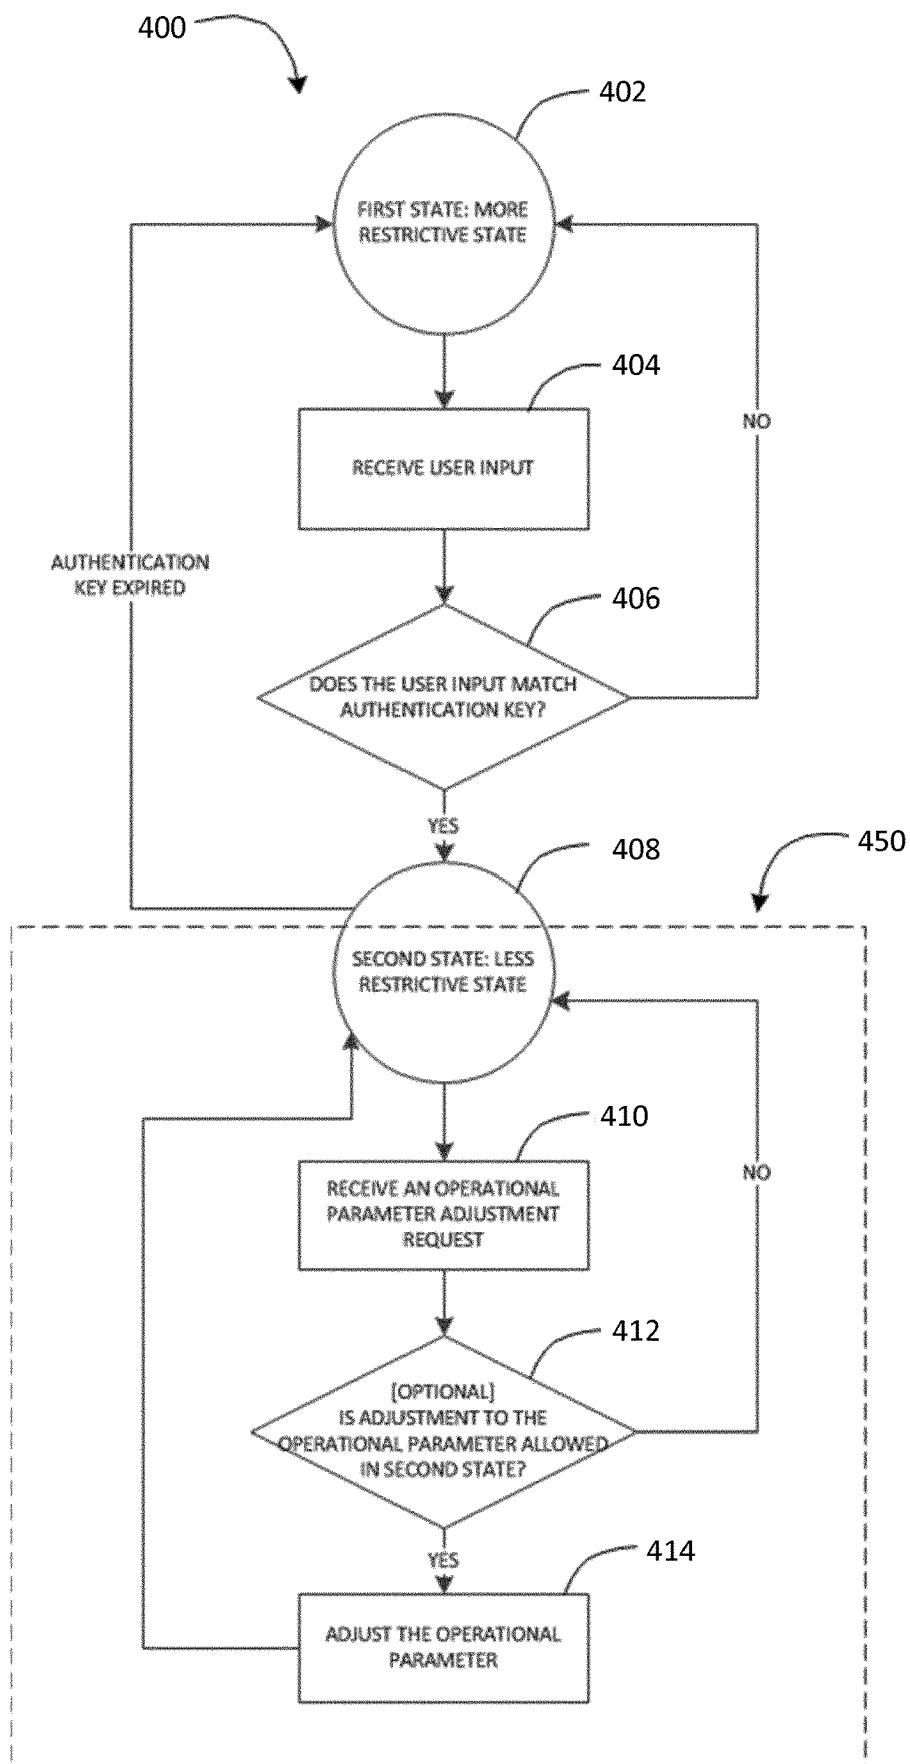 400
402
FIRST STATE: MORE
RESTRICTIVE STATE
404
RECEIVE USER INPUT
NO
AUTHENTICATION
KEY EXPIRED
406
DOES THE USER INPUT MATCH
AUTHENTICATION KEY?
YES
408
450
SECOND STATE: LESS
RESTRICTIVE STATE
410
RECEIVE AN OPERATIONAL
PARAMETER ADJUSTMENT
REQUEST
NO
412
[OPTIONAL]
IS ADJUSTMENT TO THE
OPERATIONAL PARAMETER ALLOWED
IN SECOND STATE?
YES
414
ADJUST THE OPERATIONAL
PARAMETER